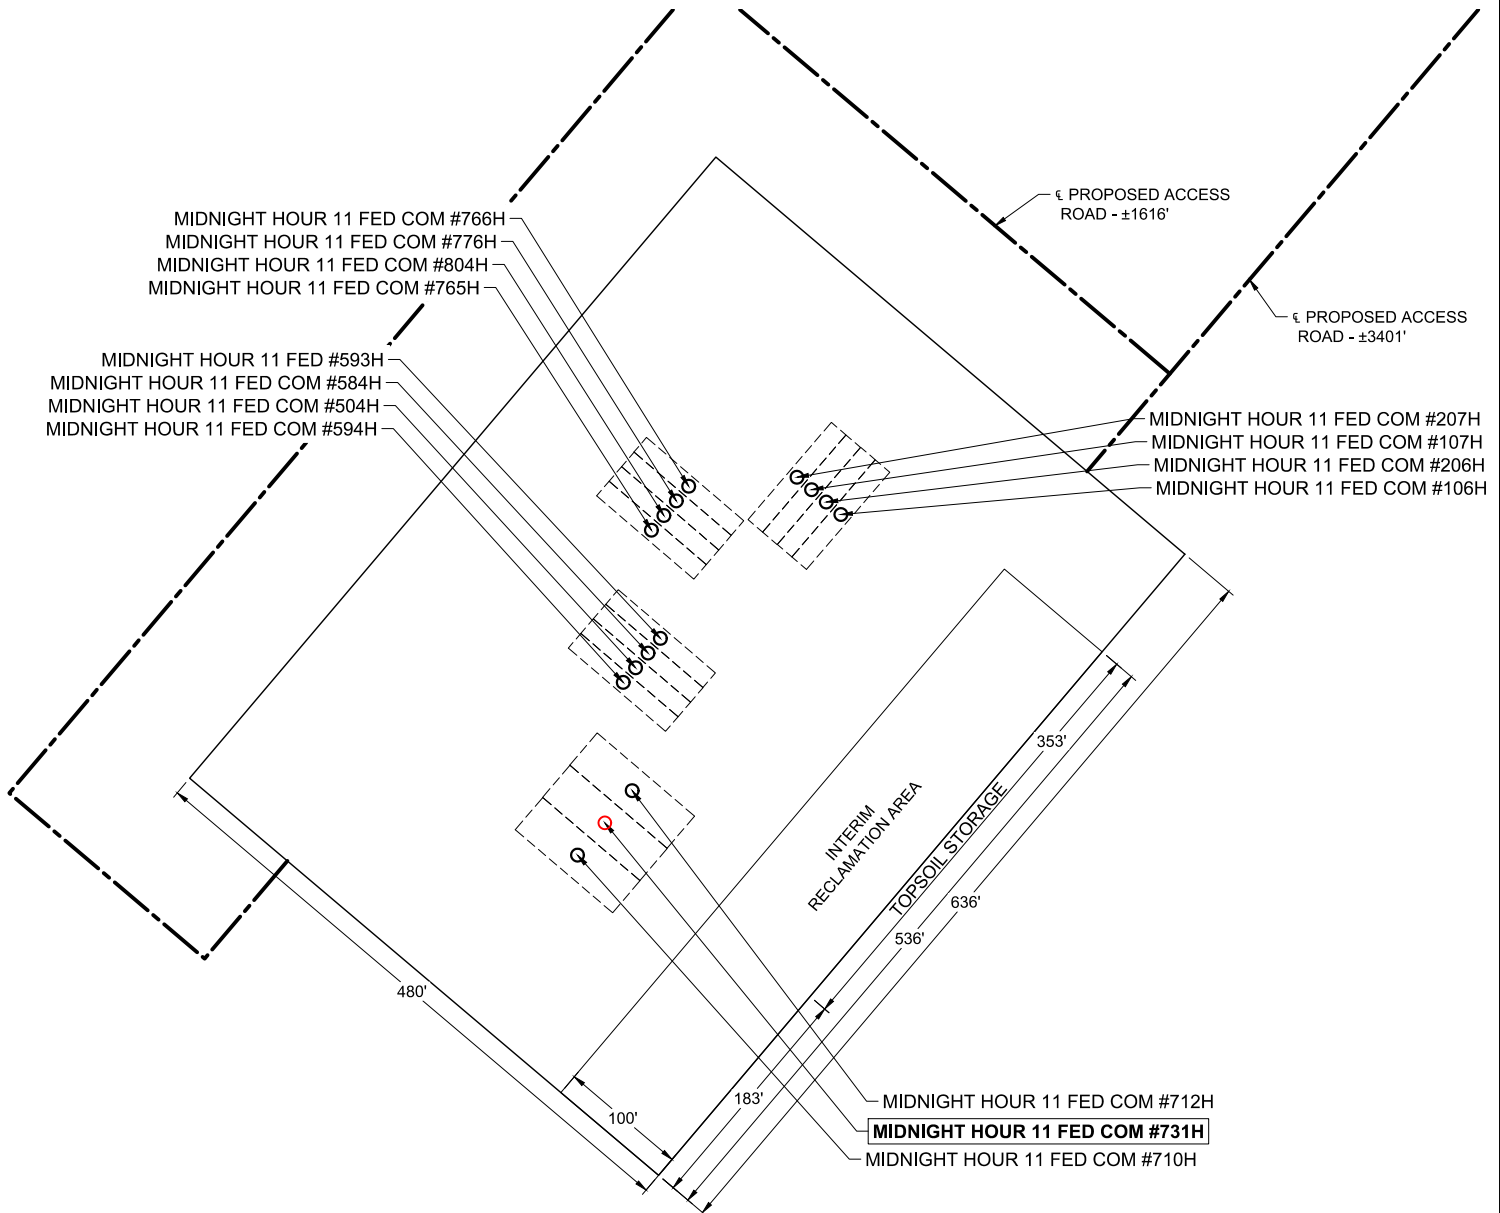 ℄ PROPOSED ACCESS
ROAD - ±1616'
MIDNIGHT HOUR 11 FED COM #766H
MIDNIGHT HOUR 11 FED COM #776H
MIDNIGHT HOUR 11 FED COM #804H
MIDNIGHT HOUR 11 FED COM #765H
℄ PROPOSED ACCESS
ROAD - ±3401'
MIDNIGHT HOUR 11 FED #593H
MIDNIGHT HOUR 11 FED COM #584H
MIDNIGHT HOUR 11 FED COM #504H
MIDNIGHT HOUR 11 FED COM #594H
MIDNIGHT HOUR 11 FED COM #207H
MIDNIGHT HOUR 11 FED COM #107H
MIDNIGHT HOUR 11 FED COM #206H
MIDNIGHT HOUR 11 FED COM #106H
353'
INTERIM
RECLAMATION AREA
TOPSOIL STORAGE
636'
536'
480'
183'
100'
MIDNIGHT HOUR 11 FED COM #712H
MIDNIGHT HOUR 11 FED COM #731H
MIDNIGHT HOUR 11 FED COM #710H